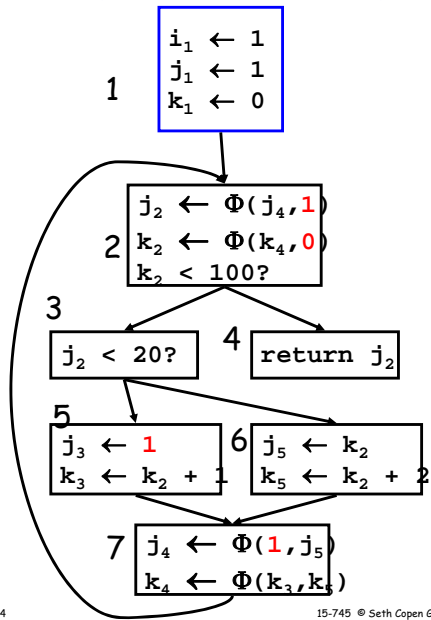 1
i₁ ← 1
j₁ ← 1
k₁ ← 0
2
j₂ ← Φ(j₄,1)
k₂ ← Φ(k₄,0)
k₂ < 100?
3
j₂ < 20?
4
return j₂
5
j₃ ← 1
k₃ ← k₂ + 1
6
j₅ ← k₂
k₅ ← k₂ + 2
7
j₄ ← Φ(1,j₅)
k₄ ← Φ(k₃,k₅)
4
15-745 © Seth Copen G